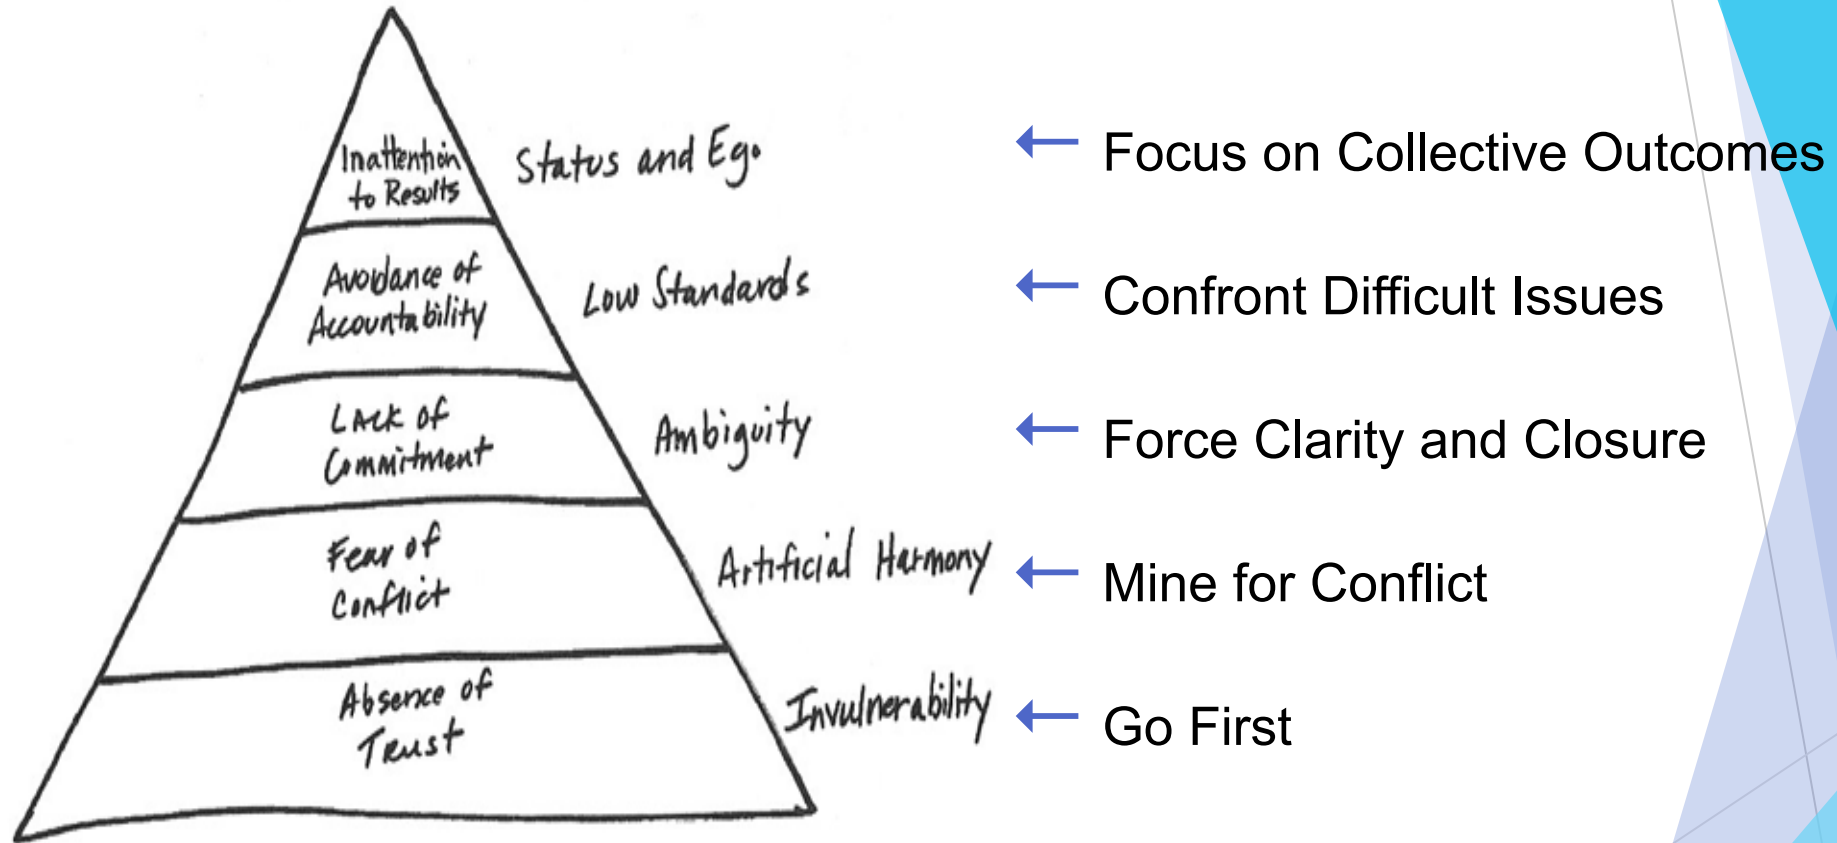 Inattention
to Results
Status and Ego
Focus on Collective Outcomes
Avoidance of
Accountability
Low Standards
Confront Difficult Issues
Lack of
Commitment
Ambiguity
Force Clarity and Closure
Fear of
Conflict
Artificial Harmony
Mine for Conflict
Absence of
Trust
Invulnerability
Go First